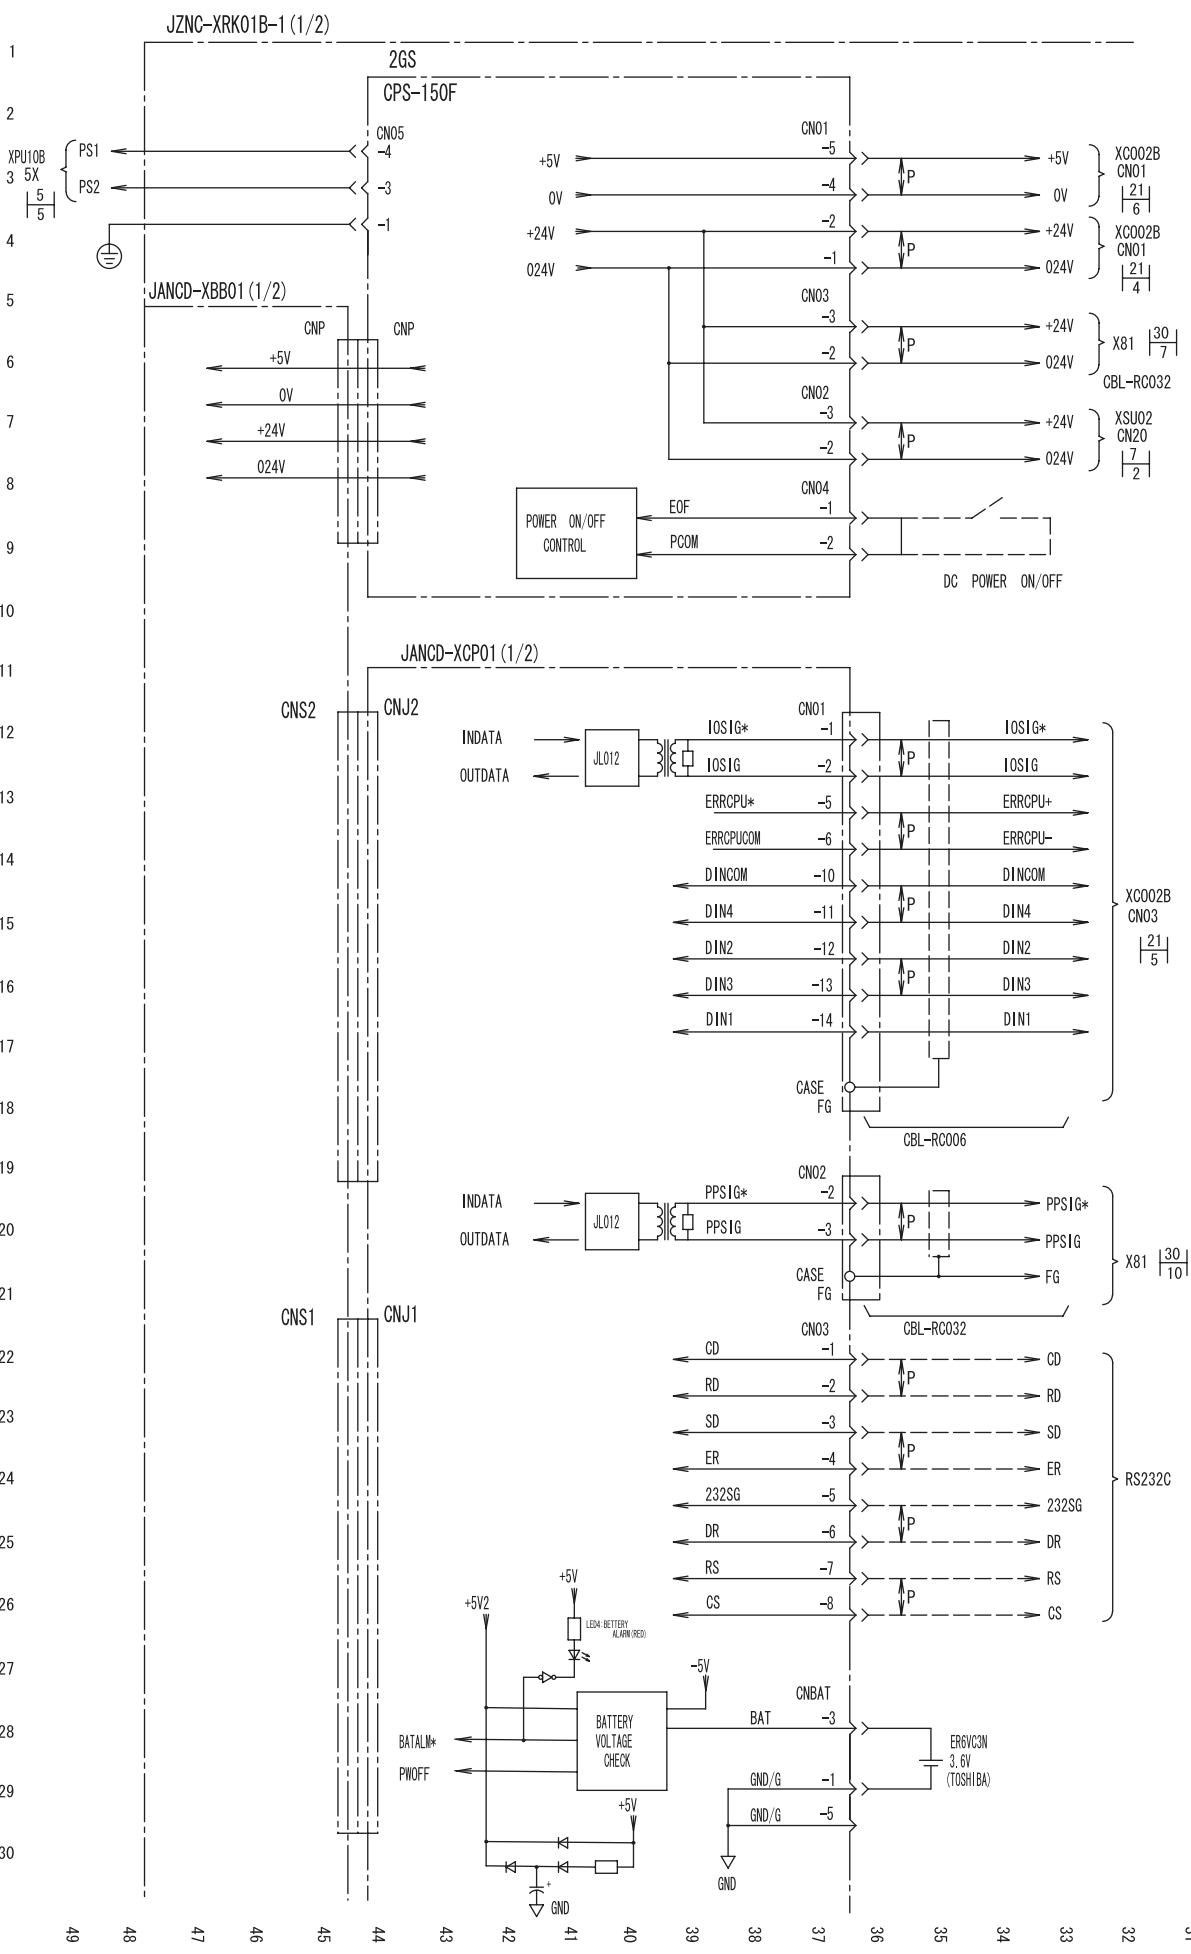 JZNC-XRK01B-1(1/2)
1
2GS
CPS-150F
2
CN05
CN01
PS1
-4
+5V
-5
P
+5V
XCO02B
CN01
21
6
XPU10B
3
5X
5
5
PS2
-3
0V
-4
0V
-1
+24V
-2
P
+24V
XCO02B
CN01
21
4
4
024V
-1
024V
5
JANCD-XBB01(1/2)
CN03
CNP
CNP
-3
P
+24V
X81
30
7
6
+5V
-2
024V
CBL-RC032
0V
CN02
7
-3
P
+24V
XSU02
CN20
7
2
+24V
-2
024V
024V
8
CN04
POWER ON/OFF
CONTROL
EOF
-1
9
PCOM
-2
DC POWER ON/OFF
10
JANCD-XCP01(1/2)
11
CNS2
CNJ2
CN01
12
INDATA
JL012
IOSIG*
-1
P
IOSIG*
OUTDATA
IOSIG
-2
IOSIG
13
ERRCPU*
-5
P
ERRCPU+
14
ERRCPUCOM
-6
ERRCPU-
DINCOM
-10
P
DINCOM
XCO02B
CN03
21
5
15
DIN4
-11
DIN4
DIN2
-12
P
DIN2
16
DIN3
-13
DIN3
17
DIN1
-14
DIN1
CASE
FG
18
CBL-RC006
19
CN02
INDATA
JL012
PPSIG*
-2
P
PPSIG*
20
OUTDATA
PPSIG
-3
PPSIG
X81
30
10
CASE
FG
FG
21
CNS1
CNJ1
CBL-RC032
CN03
22
CD
-1
P
CD
RD
-2
RD
23
SD
-3
P
SD
24
ER
-4
ER
RS232C
232SG
-5
P
232SG
25
DR
-6
DR
RS
-7
P
RS
26
+5V2
+5V
CS
-8
CS
LED4:BETTERY
ALARM(RED)
27
-5V
CNBAT
28
BATALM*
BATTERY
VOLTAGE
CHECK
BAT
-3
ER6VC3N
3.6V
(TOSHIBA)
PWOFF
GND/G
-1
29
+5V
GND/G
-5
30
+
GND
GND
49
48
47
46
45
44
43
42
41
40
39
38
37
36
35
34
33
32